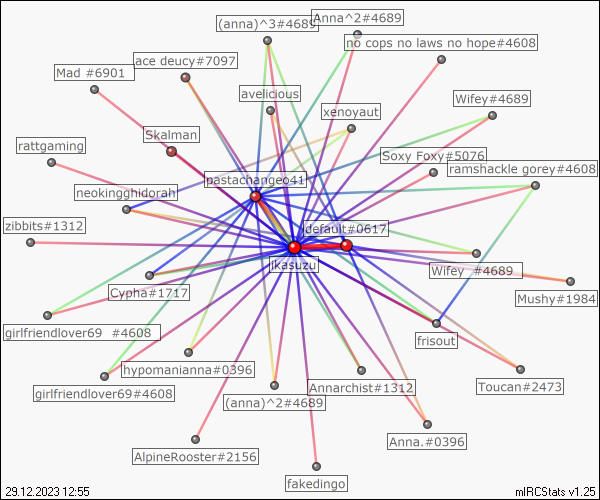 (anna)^3#4689
Anna^2#4689
no cops no laws no hope#4608
ace deucy#7097
Mad #6901
avelicious
Wifey#4689
xenoyaut
Skalman
rattgaming
Soxy Foxy#5076
ramshackle gorey#4608
pastachangeo41
neokingghidorah
zibbits#1312
default#0617
ikasuzu
Wifey #4689
Cypha#1717
Mushy#1984
girlfriendlover69 #4608
frisout
hypomanianna#0396
Annarchist#1312
Toucan#2473
girlfriendlover69#4608
(anna)^2#4689
Anna.#0396
AlpineRooster#2156
fakedingo
29.12.2023 12:55
mIRCStats v1.25